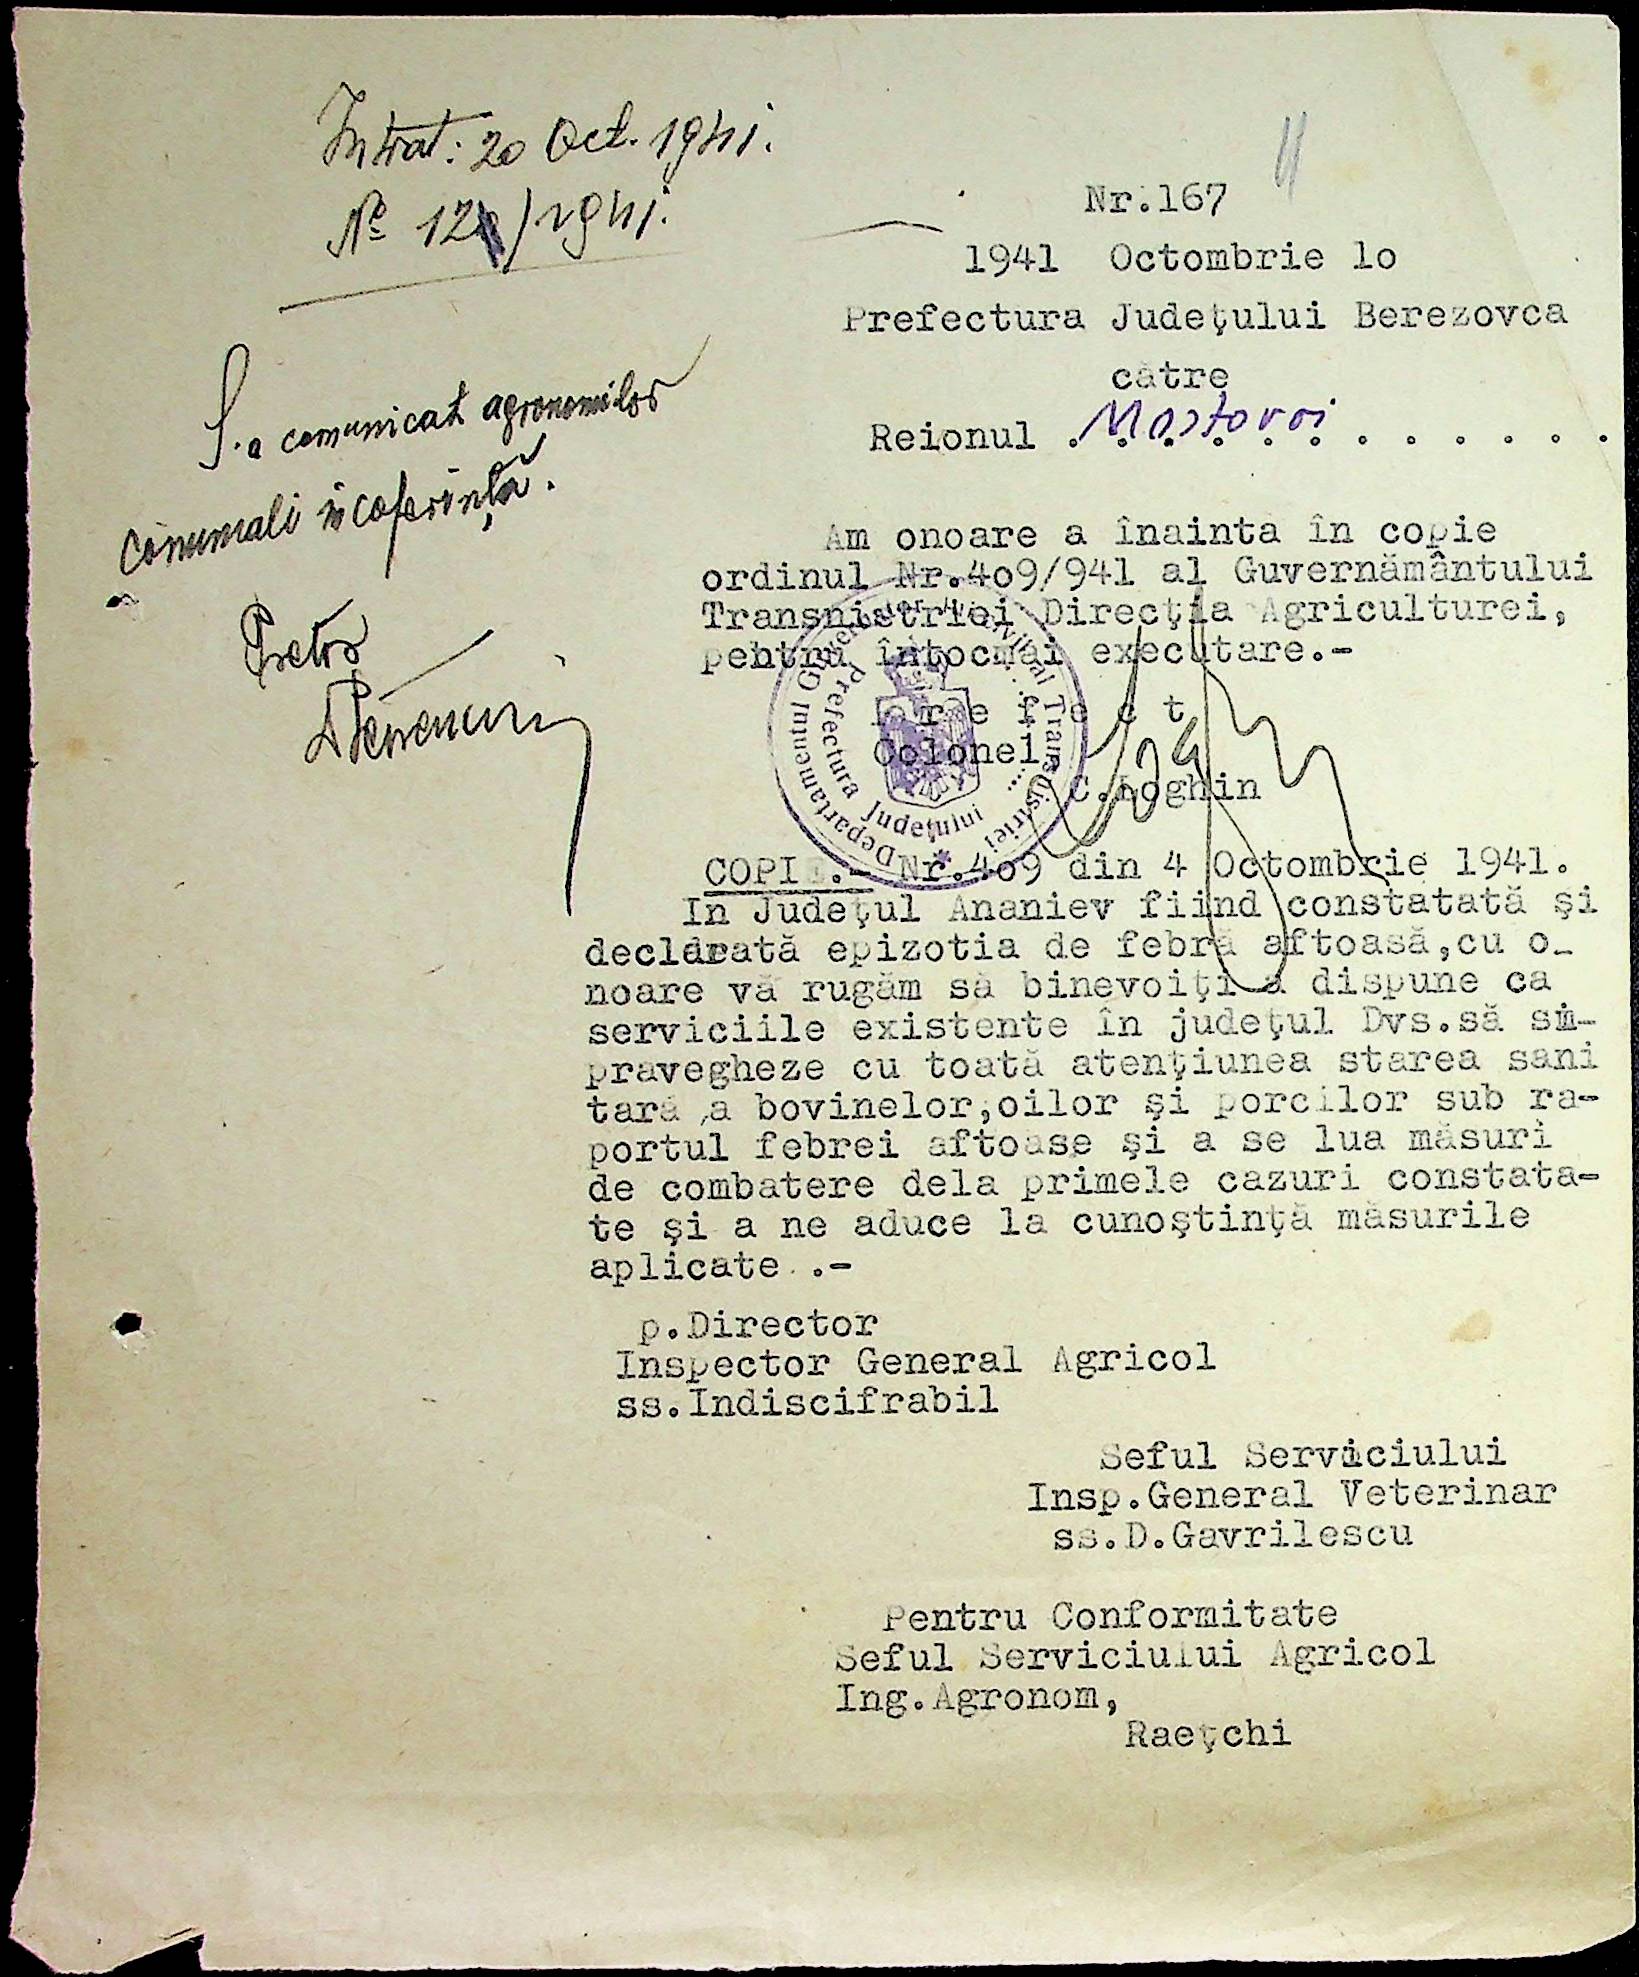 Intrat: 20 Oct. 1941.
Nº 12 /1941.
S-a comunicat agronomilor
comunali în coferință.
Pretor
11
Nr.167
1941 Octombrie lo
Prefectura Judeţului Berezovca
către
Reionul . Mostovoi . . . . . . .
Am onoare a înainta în copie
ordinul Nr.4o9/941 al Guvernământului
Transnistriei Direcţia Agriculturei,
pentru întocmai executare.-
P r e f e c t
Colonel
C.Loghin
Prefectura Judeţului
COPIE.- Nr.4o9 din 4 Octombrie 1941.
In Judeţul Ananiev fiind constatată şi
declarată epizotia de febră aftoasă,cu o-
noare vă rugăm să binevoiţi a dispune ca
serviciile existente în judeţul Dvs.să su-
pravegheze cu toată atenţiunea starea sani
tară a bovinelor,oilor şi porcilor sub ra-
portul febrei aftoase şi a se lua măsuri
de combatere dela primele cazuri constata-
te şi a ne aduce la cunoştinţă măsurile
aplicate .-
p.Director
Inspector General Agricol
ss.Indiscifrabil
Seful Serviciului
Insp.General Veterinar
ss.D.Gavrilescu
Pentru Conformitate
Seful Serviciului Agricol
Ing.Agronom,
Raeţchi